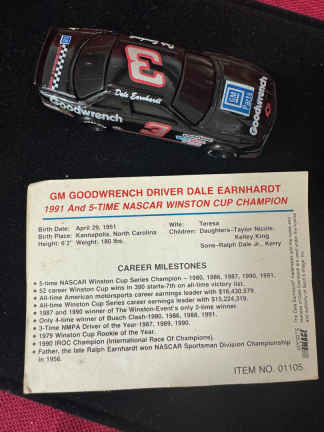 3
Dale Earnhardt
Goodwrench
GM
Parts
3
GM GOODWRENCH DRIVER DALE EARNHARDT
1991 And 5-TIME NASCAR WINSTON CUP CHAMPION
Birth Date: April 29, 1951 Wife: Teresa
Birth Place: Kannapolis, North Carolina Children: Daughters-Taylor Nicole,
Height: 6'2" Weight: 180 lbs. Kelley King
Sons-Ralph Dale Jr., Kerry
CAREER MILESTONES
• 5-time NASCAR Winston Cup Series Champion - 1980, 1986, 1987, 1990, 1991.
• 52 career Winston Cup wins in 390 starts-7th on all-time victory list.
• All-time American motorsports career earnings leader with $16,430,579.
• All-time Winston Cup Series career earnings leader with $15,224,319.
• 1987 and 1990 winner of The Winston-Event's only 2-time winner.
• Only 4-time winner of Busch Clash-1980, 1986, 1988, 1991.
• 3-Time NMPA Driver of the Year-1987, 1989, 1990.
• 1979 Winston Cup Rookie of the Year.
• 1990 IROC Champion (International Race Of Champions).
• Father, the late Ralph Earnhardt won NASCAR Sportsman Division Championship
in 1956.
ITEM NO. 01105